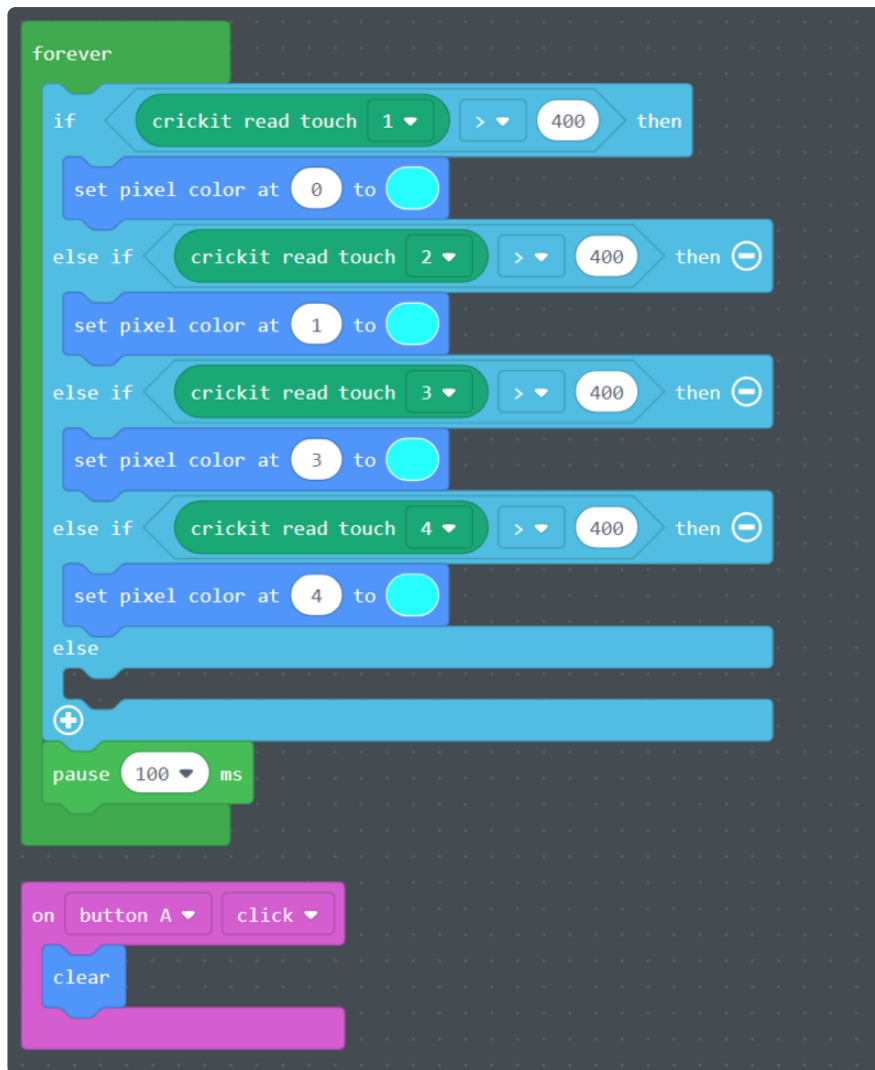 forever
if crickit read touch 1 > 400 then
set pixel color at 0 to
else if crickit read touch 2 > 400 then
set pixel color at 1 to
else if crickit read touch 3 > 400 then
set pixel color at 3 to
else if crickit read touch 4 > 400 then
set pixel color at 4 to
else
pause 100 ms
on button A click
clear